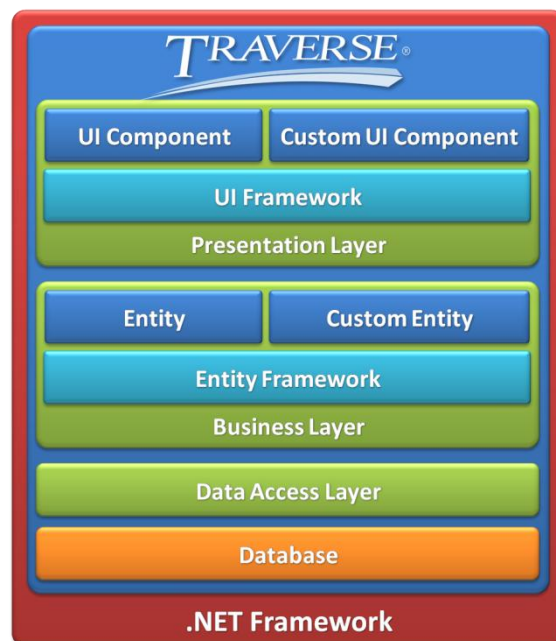 TRAVERSE®
UI Component
Custom UI Component
UI Framework
Presentation Layer
Entity
Custom Entity
Entity Framework
Business Layer
Data Access Layer
Database
.NET Framework